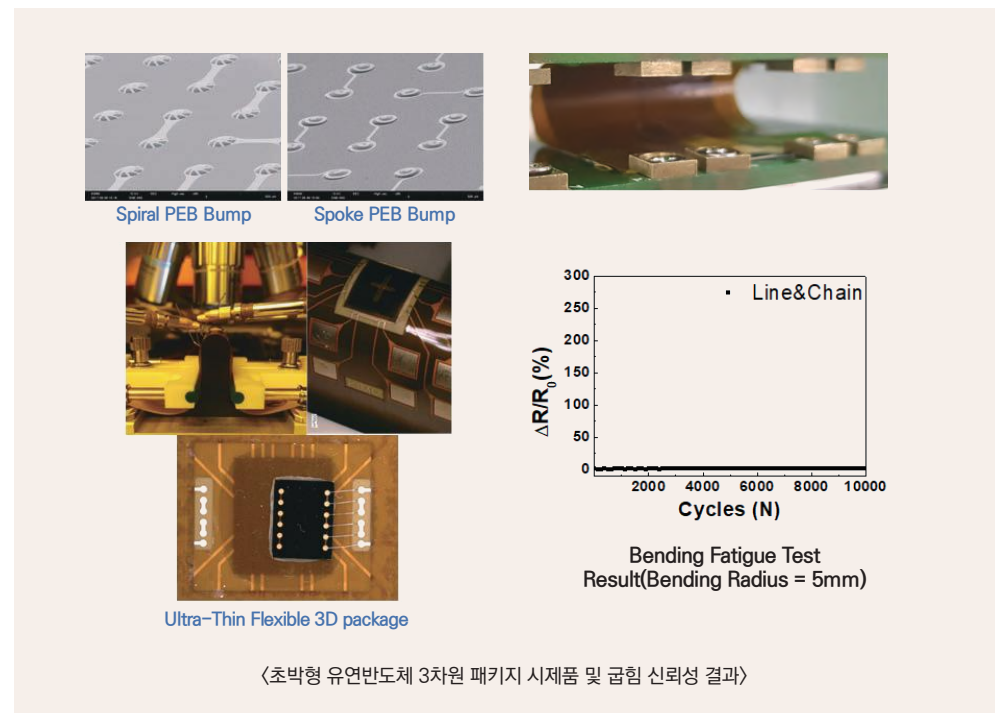 Spiral PEB Bump
Spoke PEB Bump
Ultra-Thin Flexible 3D package
300
250
200
150
100
50
0
ΔR/R₀(%)
Line&Chain
2000 4000 6000 8000 10000
Cycles (N)
Bending Fatigue Test
Result(Bending Radius = 5mm)
〈초박형 유연반도체 3차원 패키지 시제품 및 굽힘 신뢰성 결과〉